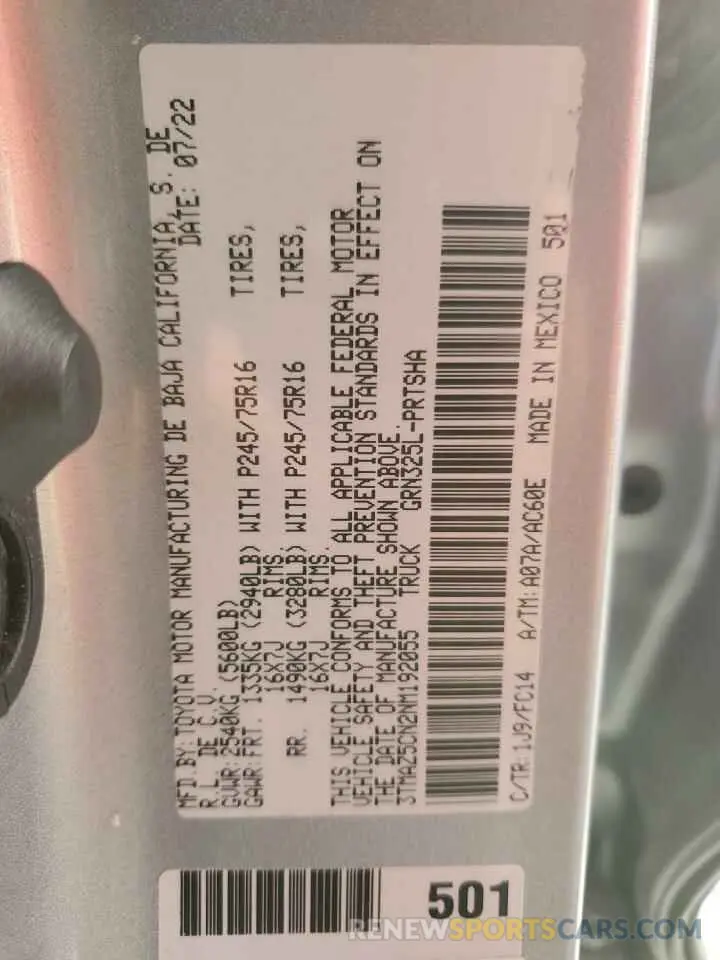 MFD.BY:TOYOTA MOTOR MANUFACTURING DE BAJA CALIFORNIA, S. DE
R.L. DE C.V. DATE: 07/22
GVWR:2540KG (5600LB)
GAWR:FRT. 1335KG (2940LB) WITH P245/75R16 TIRES,
16X7J RIMS.
RR. 1490KG (3280LB) WITH P245/75R16 TIRES,
16X7J RIMS.
THIS VEHICLE CONFORMS TO ALL APPLICABLE FEDERAL MOTOR
VEHICLE SAFETY AND THEFT PREVENTION STANDARDS IN EFFECT ON
THE DATE OF MANUFACTURE SHOWN ABOVE.
3TMAZ5CN2NM192055 TRUCK GRN325L-PRTSHA
C/TR:1J9/FC14 A/TM:A07A/AC60E MADE IN MEXICO 501
501
RENEWSPORTSCARS.COM